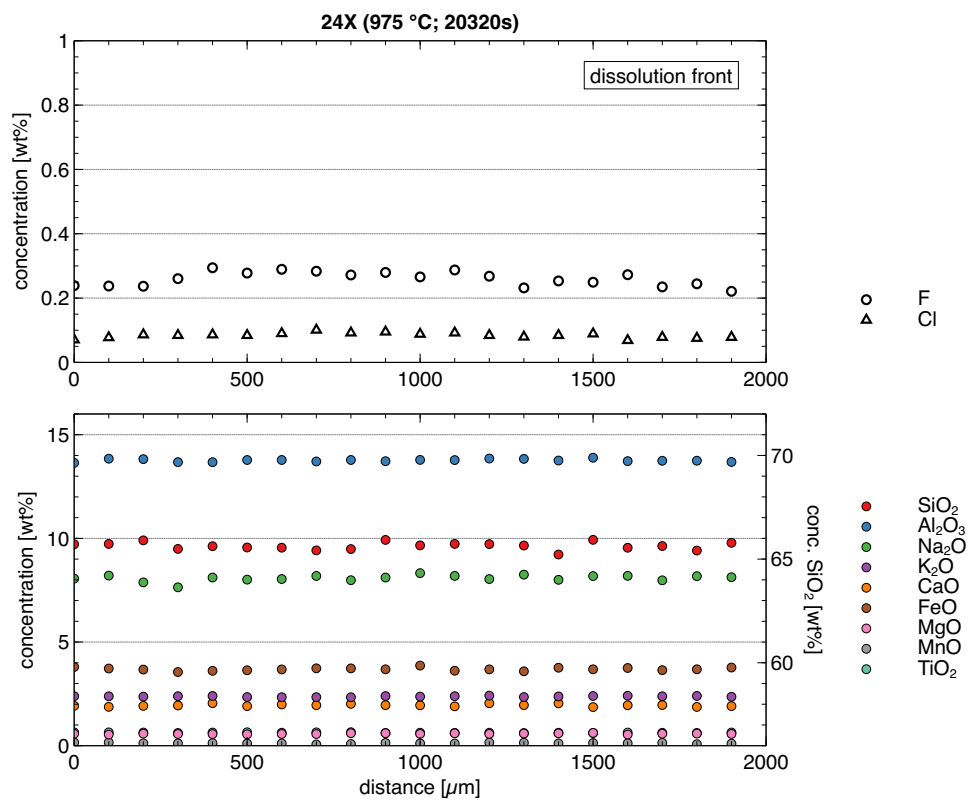 24X (975 °C; 20320s)
1
0.8
0.6
0.4
0.2
0
concentration [wt%]
dissolution front
0 500 1000 1500 2000
F
Cl
15
10
5
0
concentration [wt%]
70
65
60
conc. SiO₂ [wt%]
0 500 1000 1500 2000
distance [µm]
SiO₂
Al₂O₃
Na₂O
K₂O
CaO
FeO
MgO
MnO
TiO₂